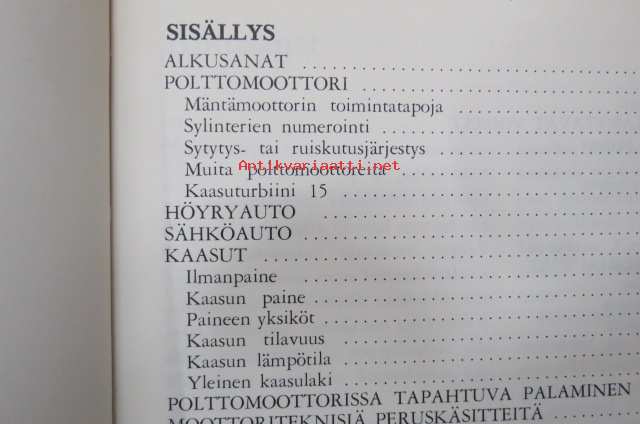 SISÄLLYS
ALKUSANAT
POLTTOMOOTTORI
Mäntämoottorin toimintatapoja
Sylinterien numerointi
Sytytys- tai ruiskutusjärjestys
Antikvariaatti.net
Muita polttomoottoreita
Kaasuturbiini 15
HÖYRYAUTO
SÄHKÖAUTO
KAASUT
Ilmanpaine
Kaasun paine
Paineen yksiköt
Kaasun tilavuus
Kaasun lämpötila
Yleinen kaasulaki
POLTTOMOOTTORISSA TAPAHTUVA PALAMINEN
MOOTTORITEKNISIÄ PERUSKÄSITTEITÄ